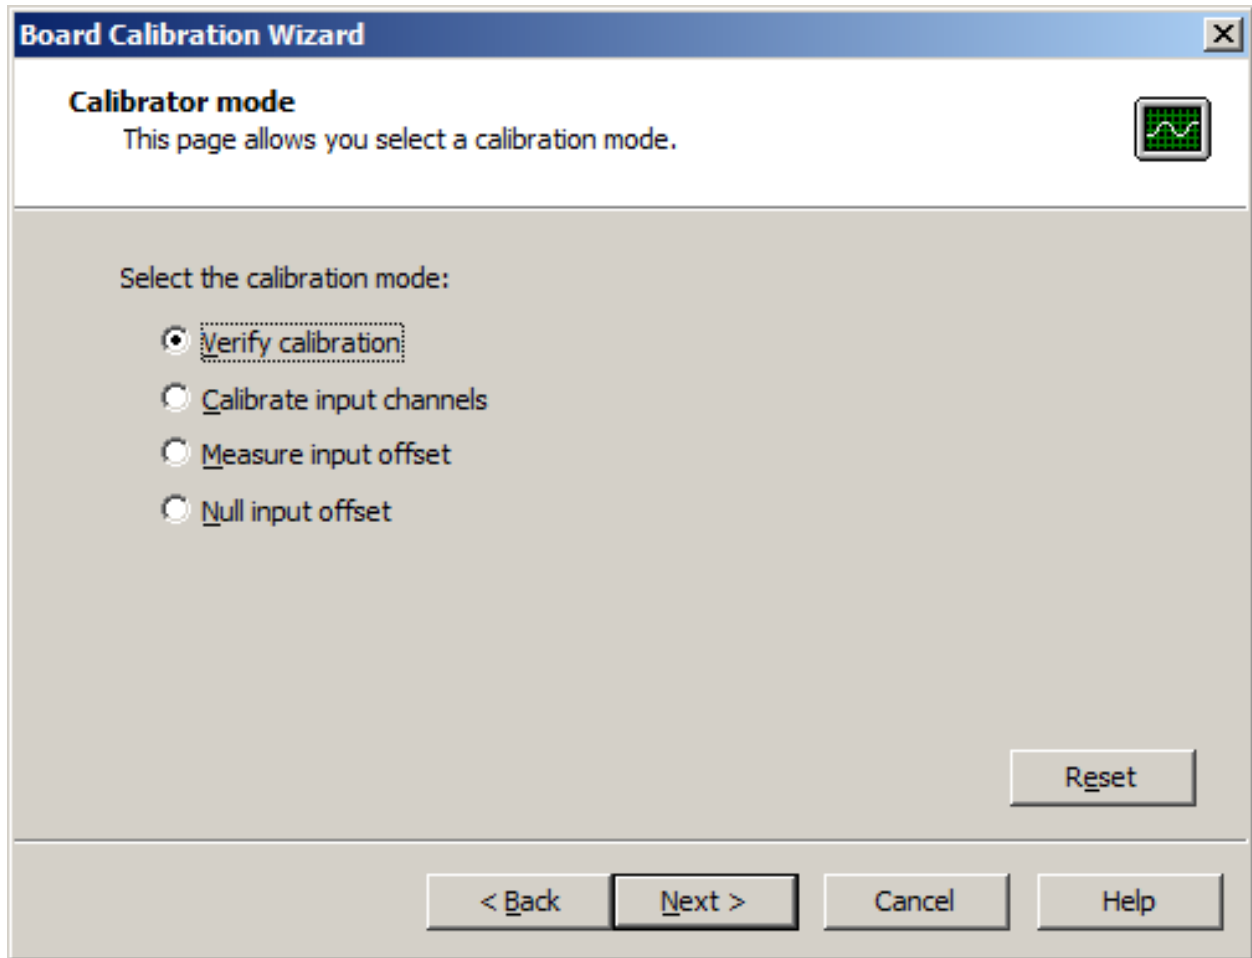 Board Calibration Wizard
Calibrator mode
This page allows you select a calibration mode.
Select the calibration mode:
Verify calibration
Calibrate input channels
Measure input offset
Null input offset
Reset
< Back Next > Cancel Help